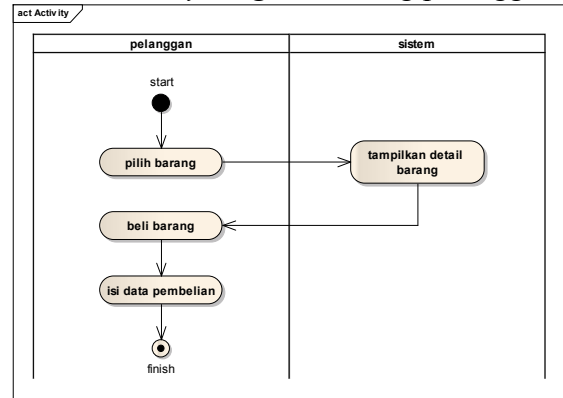 act Activity
pelanggan
sistem
start
pilih barang
tampilkan detail
barang
beli barang
isi data pembelian
finish